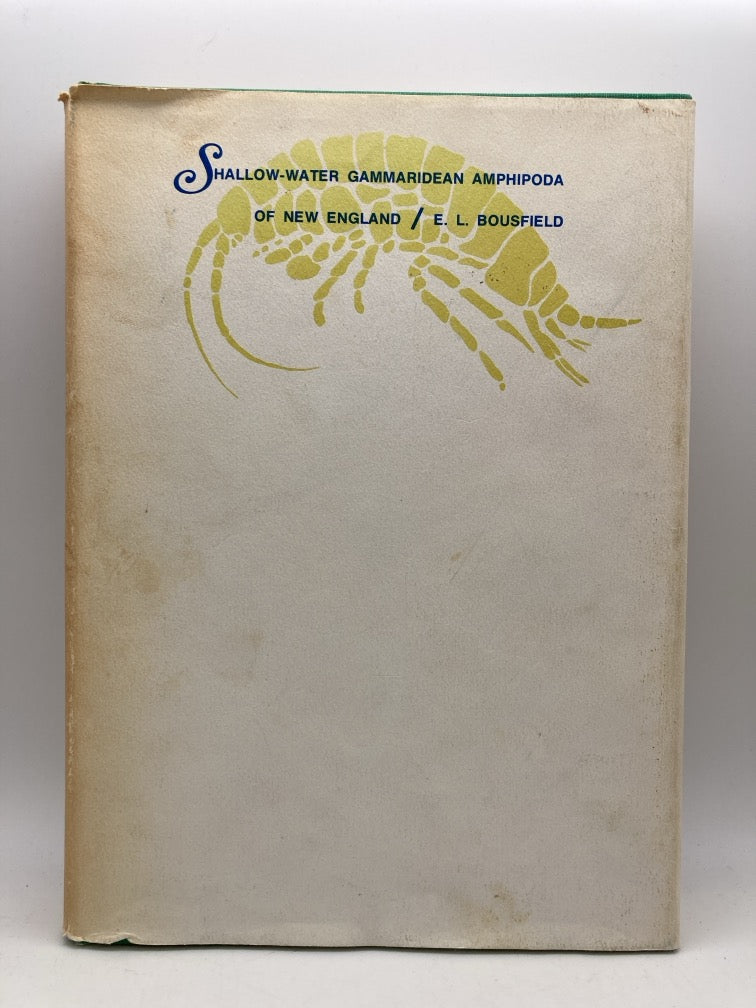 SHALLOW-WATER GAMMARIDEAN AMPHIPODA
OF NEW ENGLAND / E. L. BOUSFIELD